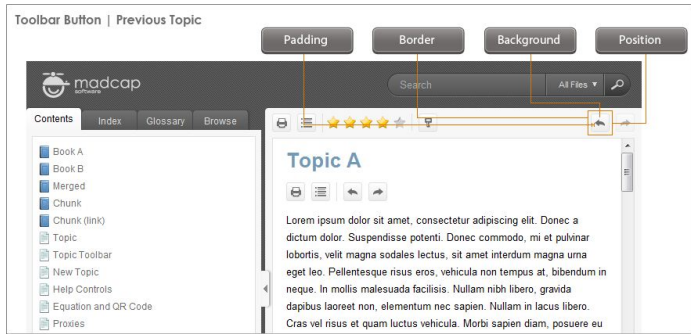 Toolbar Button | Previous Topic
Padding Border Background Position
madcap
software
Search All Files
Contents Index Glossary Browse
Book A
Book B
Merged
Chunk
Chunk (link)
Topic
Topic Toolbar
New Topic
Help Controls
Equation and QR Code
Proxies
Topic A
Lorem ipsum dolor sit amet, consectetur adipiscing elit. Donec a
dictum dolor. Suspendisse potenti. Donec commodo, mi et pulvinar
lobortis, velit magna sodales lectus, sit amet interdum magna urna
eget leo. Pellentesque risus eros, vehicula non tempus at, bibendum in
neque. In mollis malesuada facilisis. Nullam nibh libero, gravida
dapibus laoreet non, elementum nec sapien. Nullam in lacus libero.
Cras vel risus et quam luctus vehicula. Morbi sapien diam, posuere eu